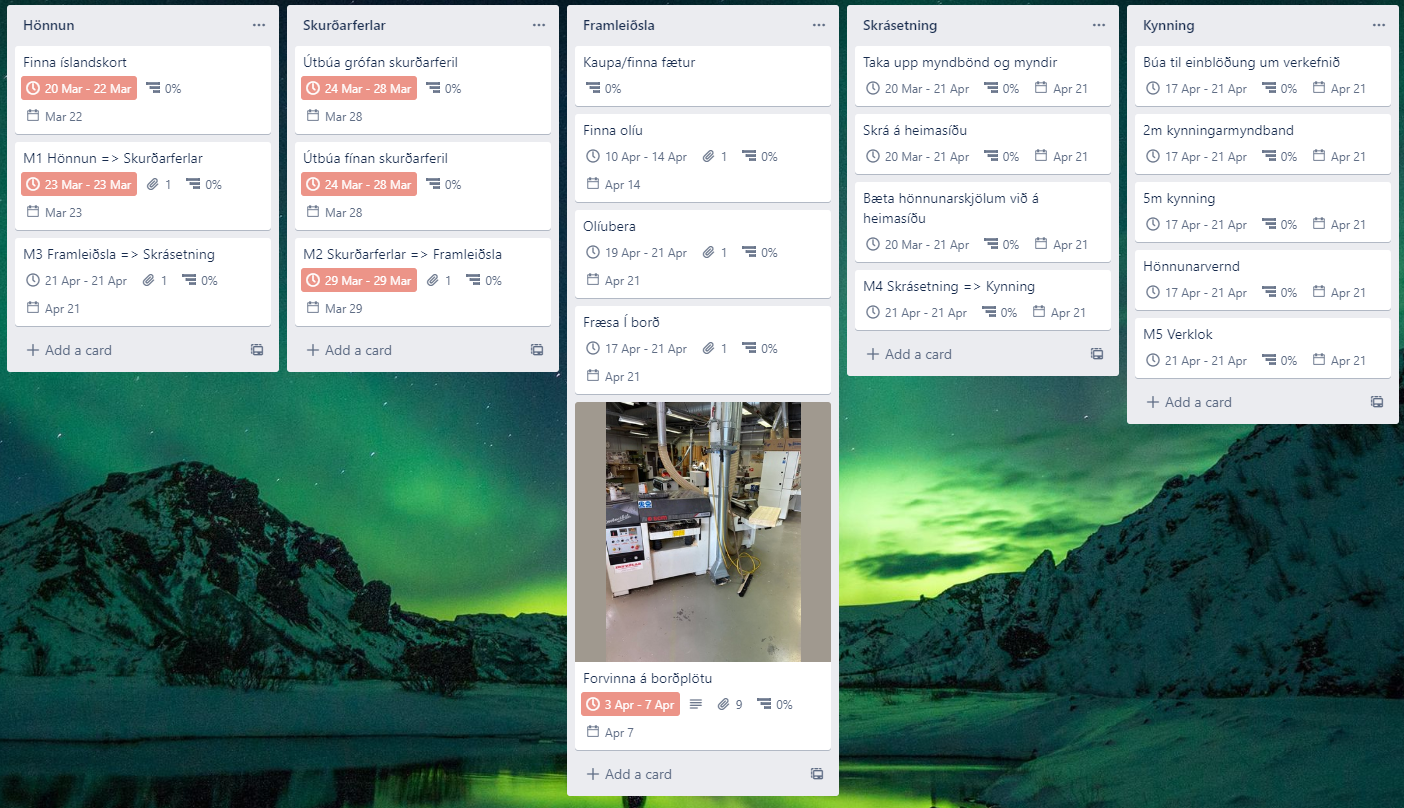 Hönnun
Finna íslandskort
20 Mar - 22 Mar 0%
Mar 22
M1 Hönnun => Skurðarferlar
23 Mar - 23 Mar 1 0%
Mar 23
M3 Framleiðsla => Skrásetning
21 Apr - 21 Apr 1 0%
Apr 21
+ Add a card
Skurðarferlar
Útbúa grófan skurðarferil
24 Mar - 28 Mar 0%
Mar 28
Útbúa fínan skurðarferil
24 Mar - 28 Mar 0%
Mar 28
M2 Skurðarferlar => Framleiðsla
29 Mar - 29 Mar 1 0%
Mar 29
+ Add a card
Framleiðsla
Kaupa/finna fætur
0%
Finna olíu
10 Apr - 14 Apr 1 0%
Apr 14
Olíubera
19 Apr - 21 Apr 1 0%
Apr 21
Fræsa Í borð
17 Apr - 21 Apr 1 0%
Apr 21
Forvinna á borðplötu
3 Apr - 7 Apr 9 0%
Apr 7
+ Add a card
Skrásetning
Taka upp myndbönd og myndir
20 Mar - 21 Apr 0% Apr 21
Skrá á heimasíðu
20 Mar - 21 Apr 0% Apr 21
Bæta hönnunarskjölum við á
heimasíðu
20 Mar - 21 Apr 0% Apr 21
M4 Skrásetning => Kynning
21 Apr - 21 Apr 0% Apr 21
+ Add a card
Kynning
Búa til einblöðung um verkefnið
17 Apr - 21 Apr 0% Apr 21
2m kynningarmyndband
17 Apr - 21 Apr 0% Apr 21
5m kynning
17 Apr - 21 Apr 0% Apr 21
Hönnunarvernd
17 Apr - 21 Apr 0% Apr 21
M5 Verklok
21 Apr - 21 Apr 0% Apr 21
+ Add a card